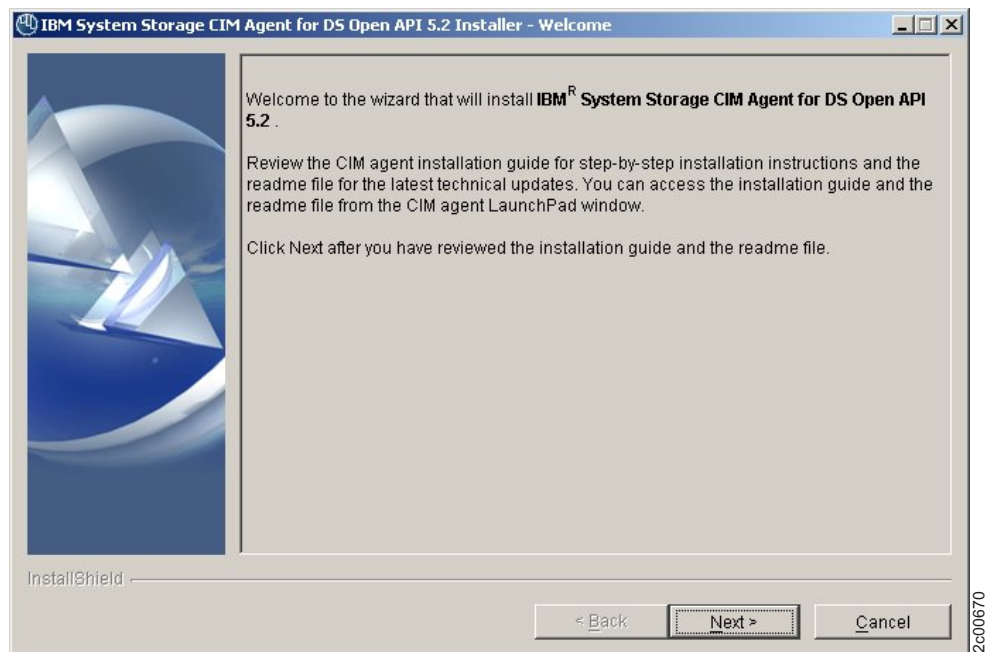 IBM System Storage CIM Agent for DS Open API 5.2 Installer - Welcome
Welcome to the wizard that will install IBM^R System Storage CIM Agent for DS Open API
5.2 .
Review the CIM agent installation guide for step-by-step installation instructions and the
readme file for the latest technical updates. You can access the installation guide and the
readme file from the CIM agent LaunchPad window.
Click Next after you have reviewed the installation guide and the readme file.
InstallShield
< Back
Next >
Cancel
2c00670